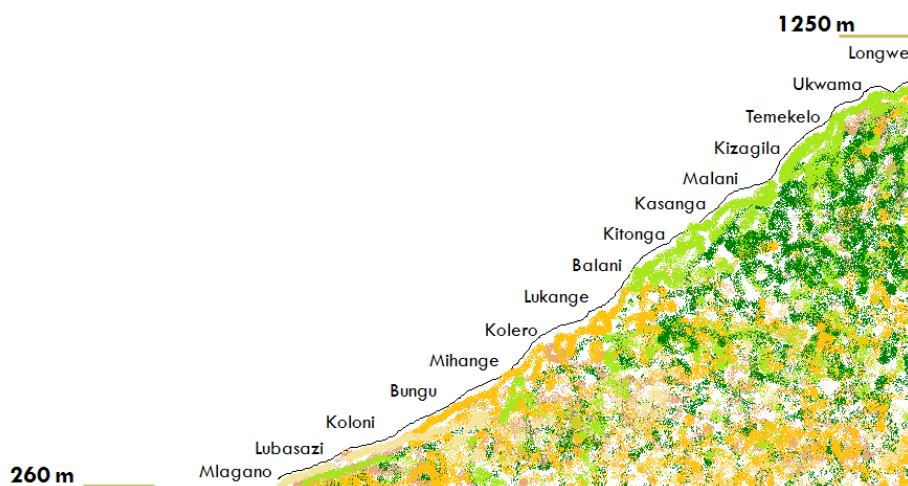 1250 m
Longwe
Ukwama
Temekelo
Kizagila
Malani
Kasanga
Kitonga
Balani
Lukange
Kolero
Mihange
Bungu
Koloni
Lubasazi
Mlagano
260 m